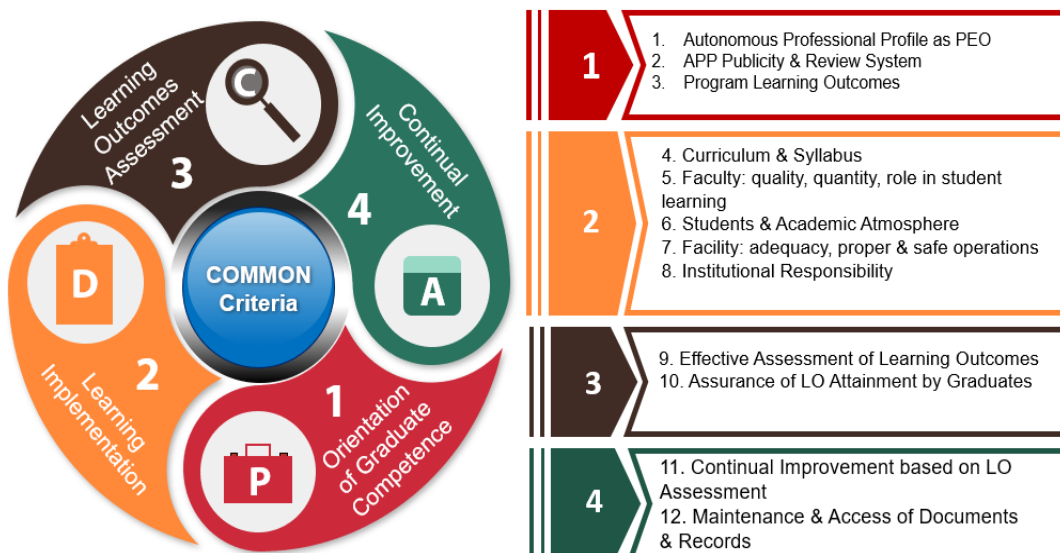 C
Learning
Outcomes
Assessment
3
Continual
Improvement
4
A
D
2
Learning
Implementation
COMMON
Criteria
1
Orientation
of Graduate
Competence
P
1
1. Autonomous Professional Profile as PEO
2. APP Publicity & Review System
3. Program Learning Outcomes
2
4. Curriculum & Syllabus
5. Faculty: quality, quantity, role in student
learning
6. Students & Academic Atmosphere
7. Facility: adequacy, proper & safe operations
8. Institutional Responsibility
3
9. Effective Assessment of Learning Outcomes
10. Assurance of LO Attainment by Graduates
4
11. Continual Improvement based on LO
Assessment
12. Maintenance & Access of Documents
& Records